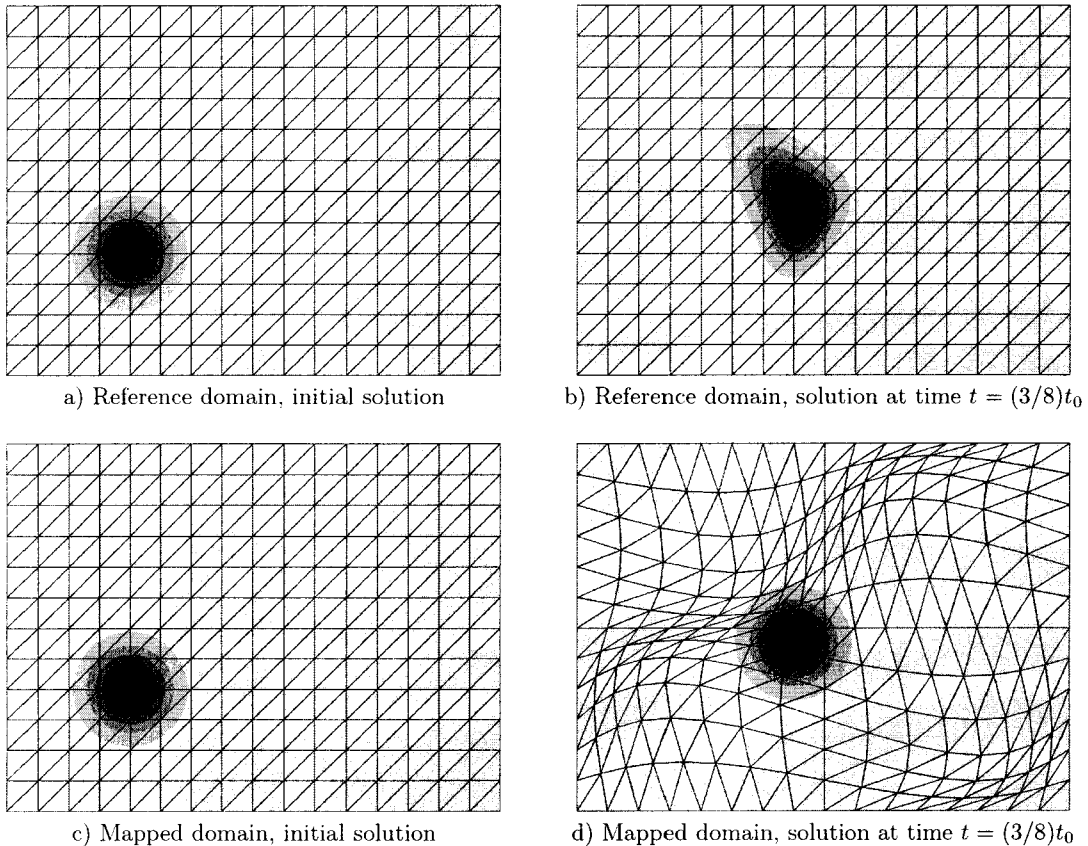 a) Reference domain, initial solution
b) Reference domain, solution at time t = (3/8)t₀
c) Mapped domain, initial solution
d) Mapped domain, solution at time t = (3/8)t₀